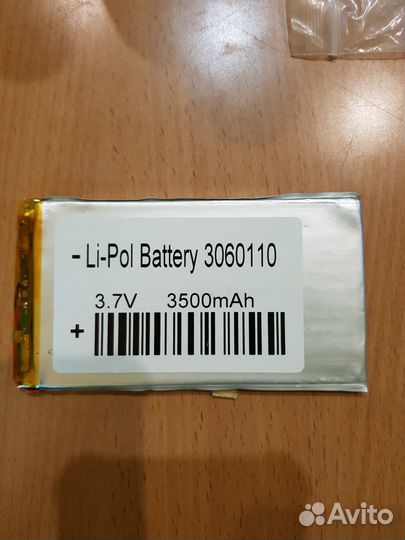 - Li-Pol Battery 3060110
3.7V 3500mAh
+
Avito